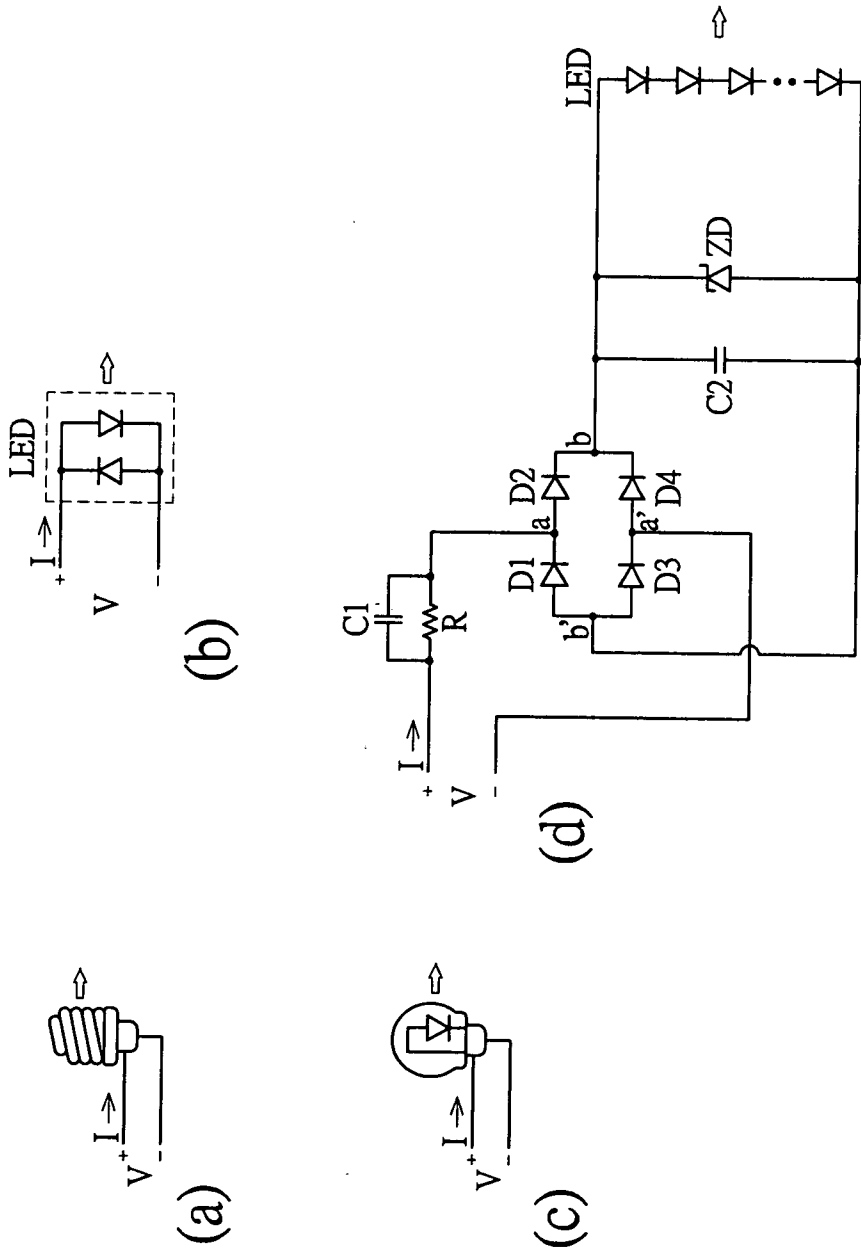 LED
I
+
V
-
(b)
C1
R
I
+
V
-
a
D1
D2
b'
b
D3
D4
a'
C2
ZD
LED
(d)
I
+
V
-
(a)
I
+
V
-
(c)